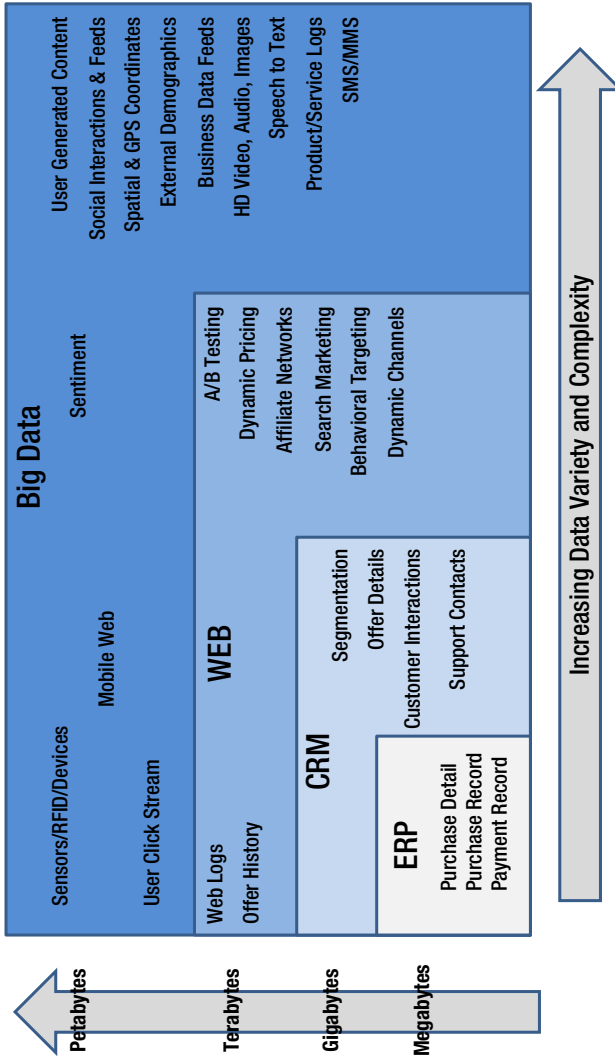 Big Data
Sensors/RFID/Devices
Mobile Web
User Click Stream
Sentiment
User Generated Content
Social Interactions & Feeds
Spatial & GPS Coordinates
External Demographics
Business Data Feeds
HD Video, Audio, Images
Speech to Text
Product/Service Logs
SMS/MMS
WEB
Web Logs
Offer History
A/B Testing
Dynamic Pricing
Affiliate Networks
Search Marketing
Behavioral Targeting
Dynamic Channels
CRM
Segmentation
Offer Details
Customer Interactions
Support Contacts
ERP
Purchase Detail
Purchase Record
Payment Record
Petabytes
Terabytes
Gigabytes
Megabytes
Increasing Data Variety and Complexity